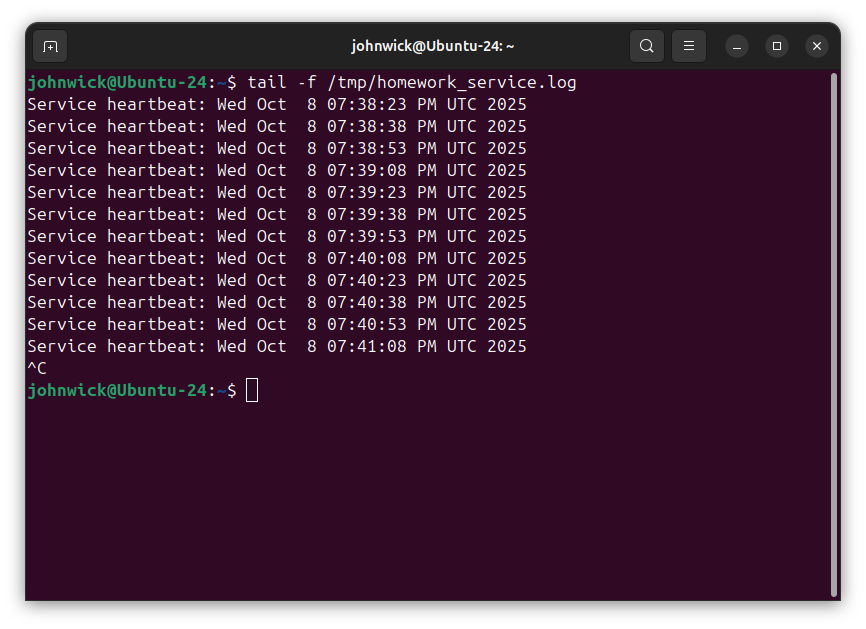 johnwick@Ubuntu-24: ~
johnwick@Ubuntu-24:~$ tail -f /tmp/homework_service.log
Service heartbeat: Wed Oct  8 07:38:23 PM UTC 2025
Service heartbeat: Wed Oct  8 07:38:38 PM UTC 2025
Service heartbeat: Wed Oct  8 07:38:53 PM UTC 2025
Service heartbeat: Wed Oct  8 07:39:08 PM UTC 2025
Service heartbeat: Wed Oct  8 07:39:23 PM UTC 2025
Service heartbeat: Wed Oct  8 07:39:38 PM UTC 2025
Service heartbeat: Wed Oct  8 07:39:53 PM UTC 2025
Service heartbeat: Wed Oct  8 07:40:08 PM UTC 2025
Service heartbeat: Wed Oct  8 07:40:23 PM UTC 2025
Service heartbeat: Wed Oct  8 07:40:38 PM UTC 2025
Service heartbeat: Wed Oct  8 07:40:53 PM UTC 2025
Service heartbeat: Wed Oct  8 07:41:08 PM UTC 2025
^C
johnwick@Ubuntu-24:~$